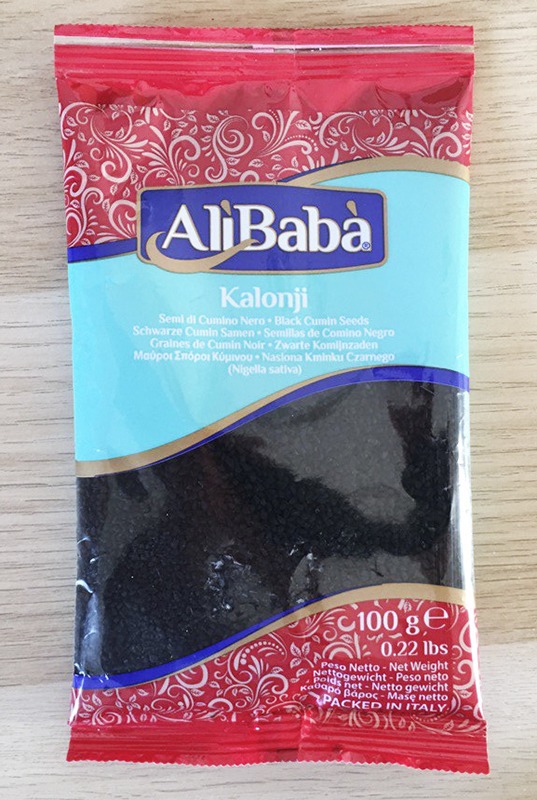 AlìBabà®
Kalonji
Semi di Cumino Nero • Black Cumin Seeds
Schwarze Cumin Samen • Semillas de Comino Negro
Graines de Cumin Noir • Zwarte Komijnzaden
Μαύροι Σπόροι Κύμινου • Nasiona Kminku Czarnego
(Nigella sativa)
100 g ℮
0.22 lbs
Peso Netto - Net Weight
Nettogewicht - Peso neto
Poids net - Netto gewicht
Καθαρό βάρος - Masę netto
PACKED IN ITALY